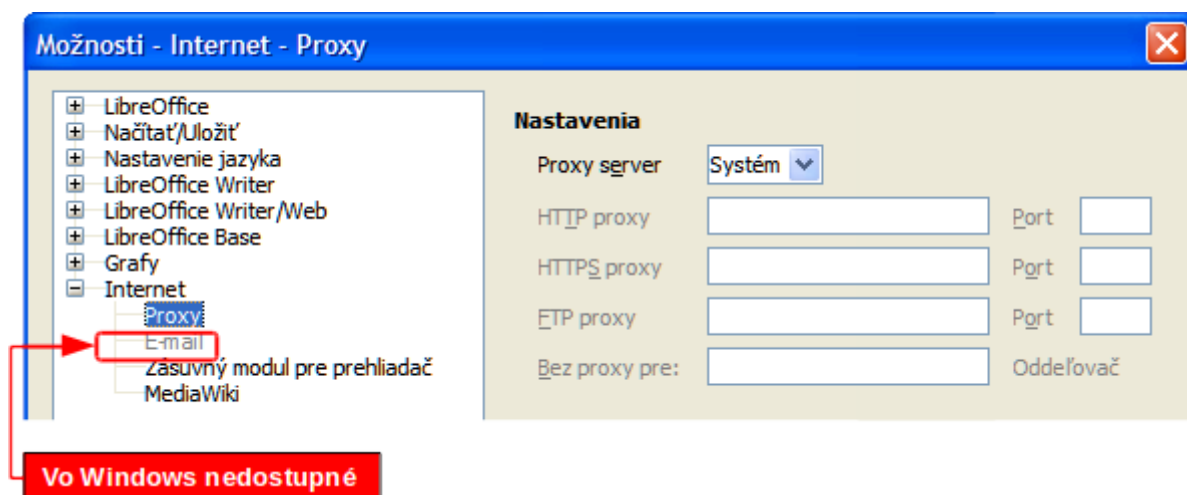 Možnosti - Internet - Proxy
LibreOffice
Načítať/Uložiť
Nastavenie jazyka
LibreOffice Writer
LibreOffice Writer/Web
LibreOffice Base
Grafy
Internet
Proxy
E-mail
Zásuvný modul pre prehliadač
MediaWiki
Nastavenia
Proxy server Systém
HTTP proxy Port
HTTPS proxy Port
FTP proxy Port
Bez proxy pre: Oddeľovač
Vo Windows nedostupné